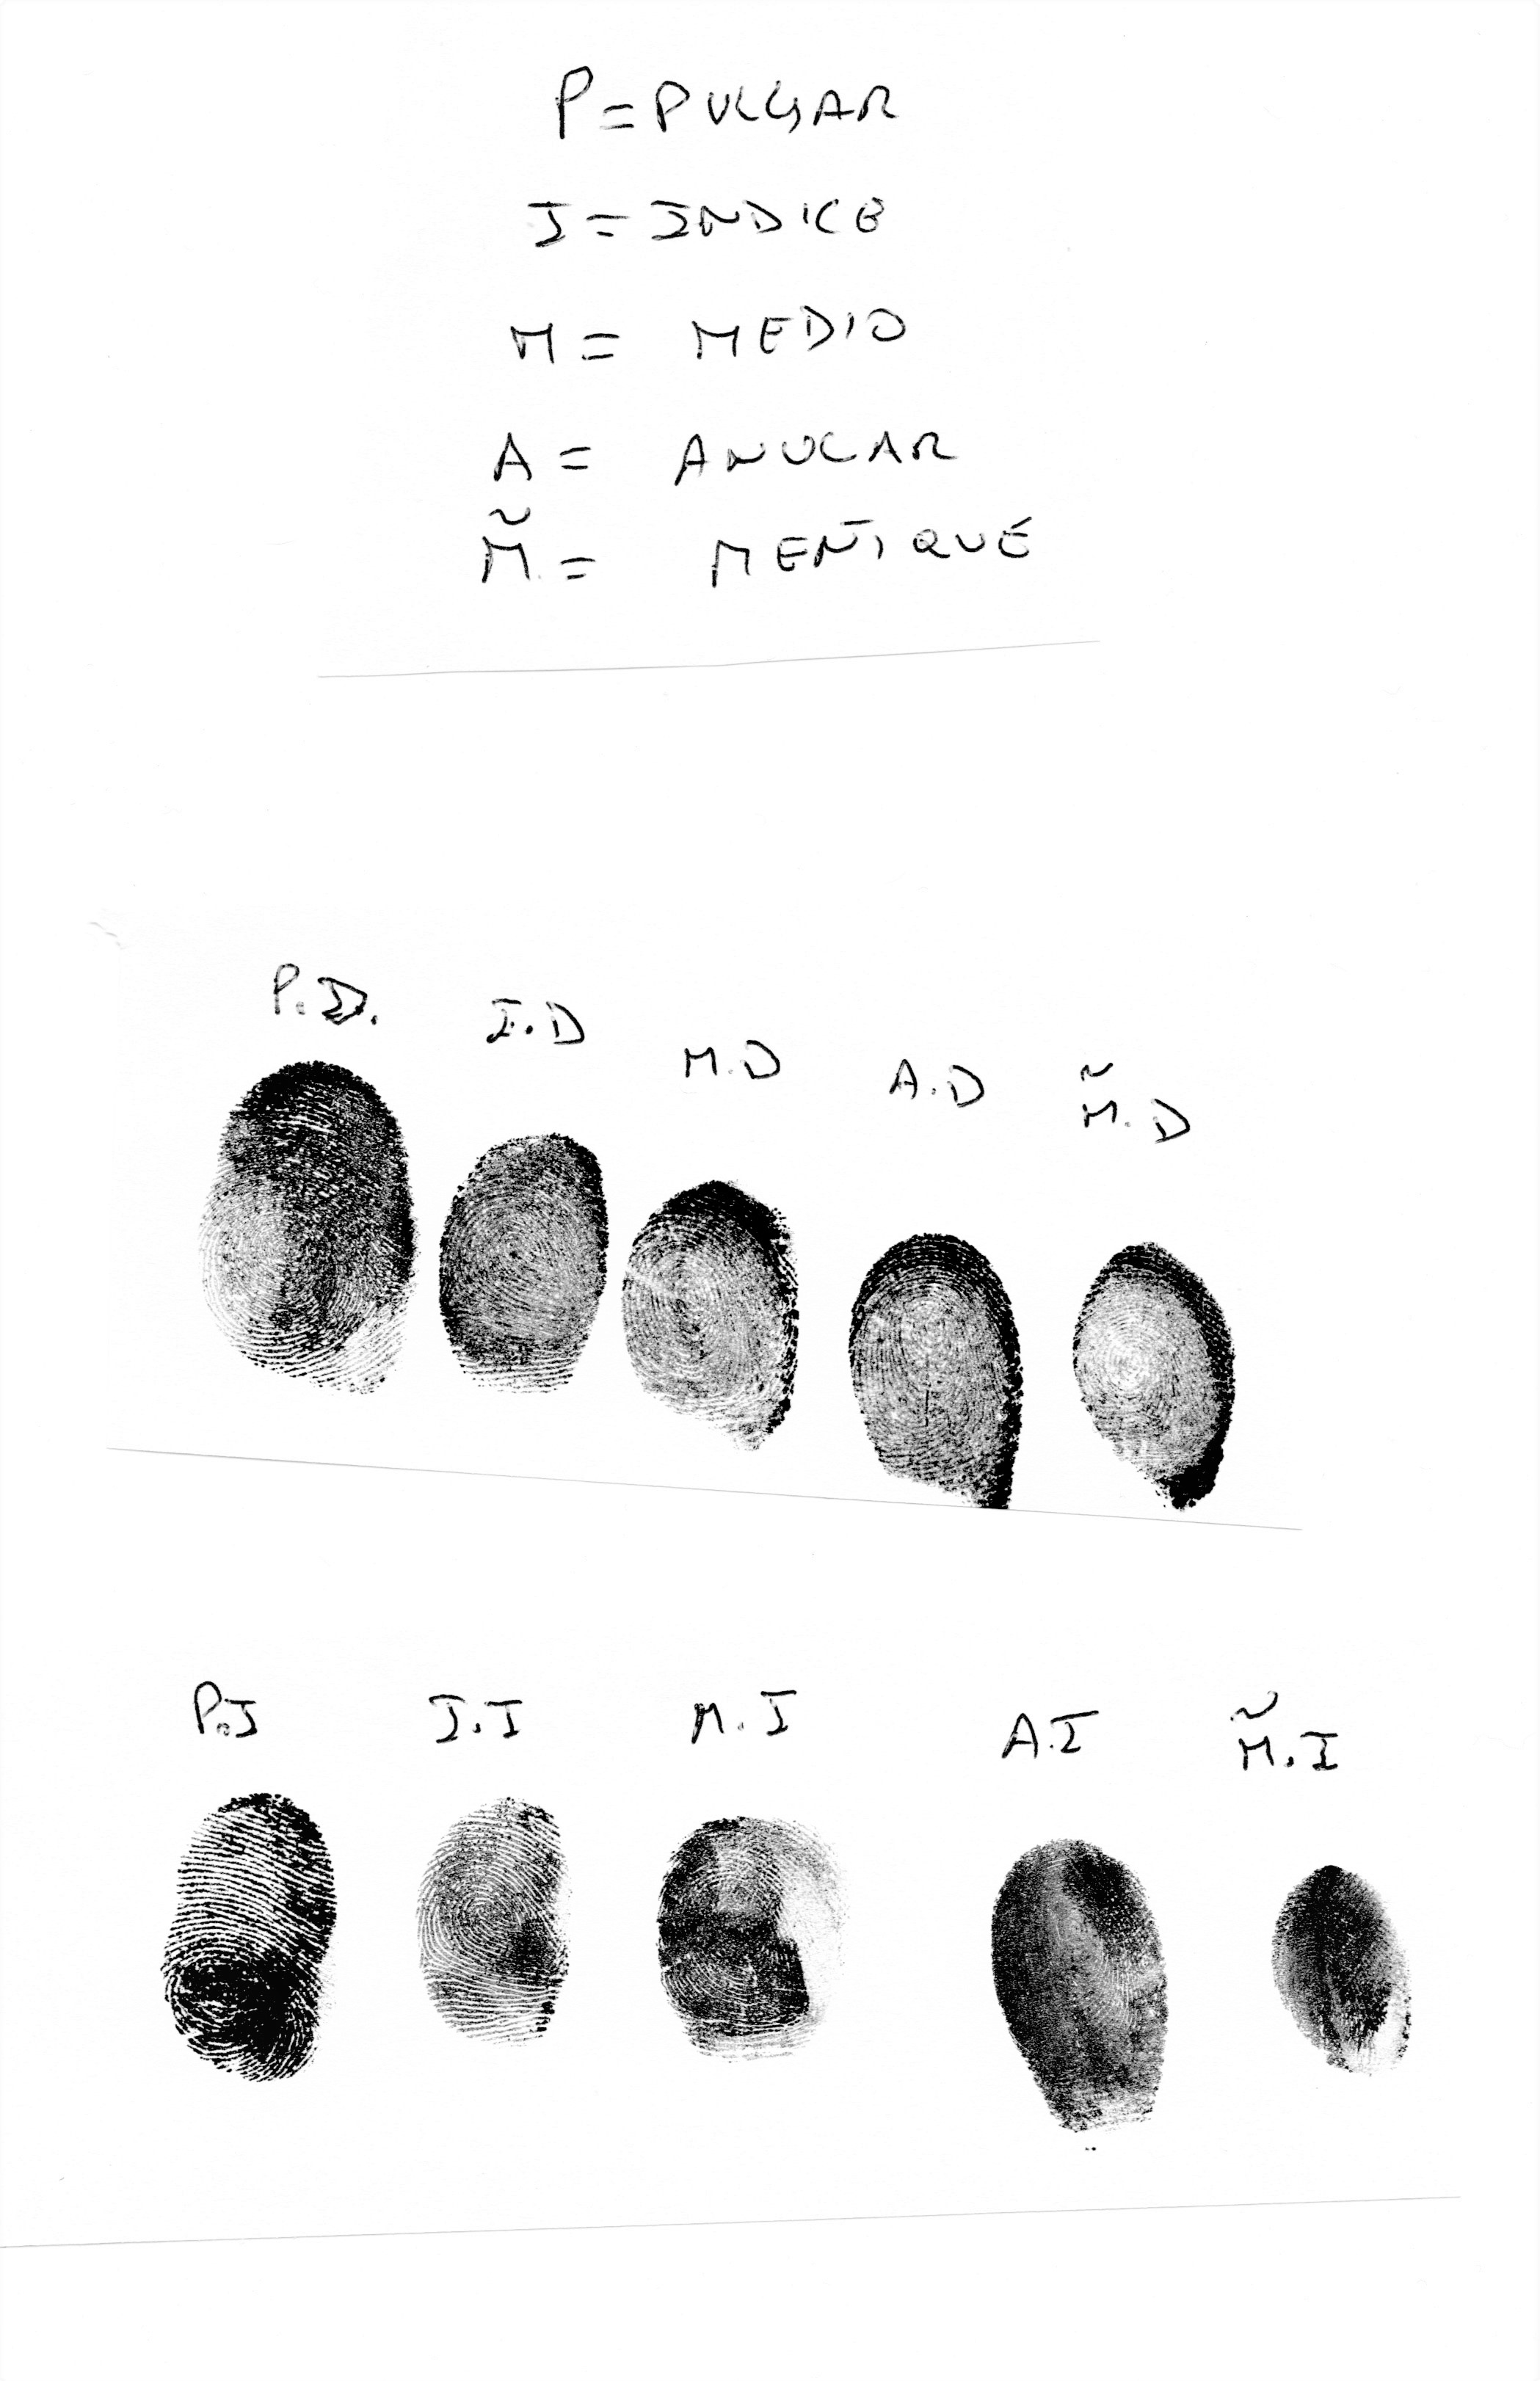 P=PULGAR
I=INDICE
M= MEDIO
A= ANULAR
M̃= MEÑIQUE
P.D. I.D M.D A.D M̃.D
P.I I.I M.I A.I M̃.I